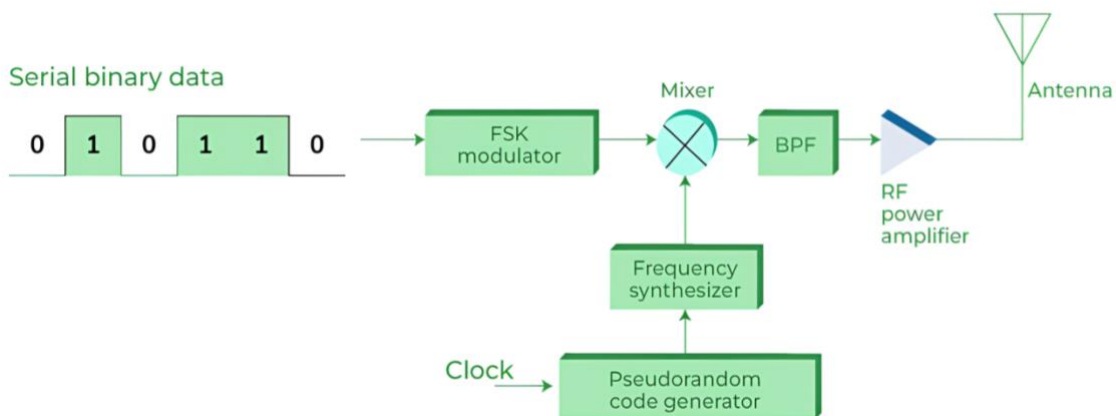 Serial binary data
0 1 0 1 1 0
FSK
modulator
Mixer
BPF
RF
power
amplifier
Antenna
Frequency
synthesizer
Clock
Pseudorandom
code generator